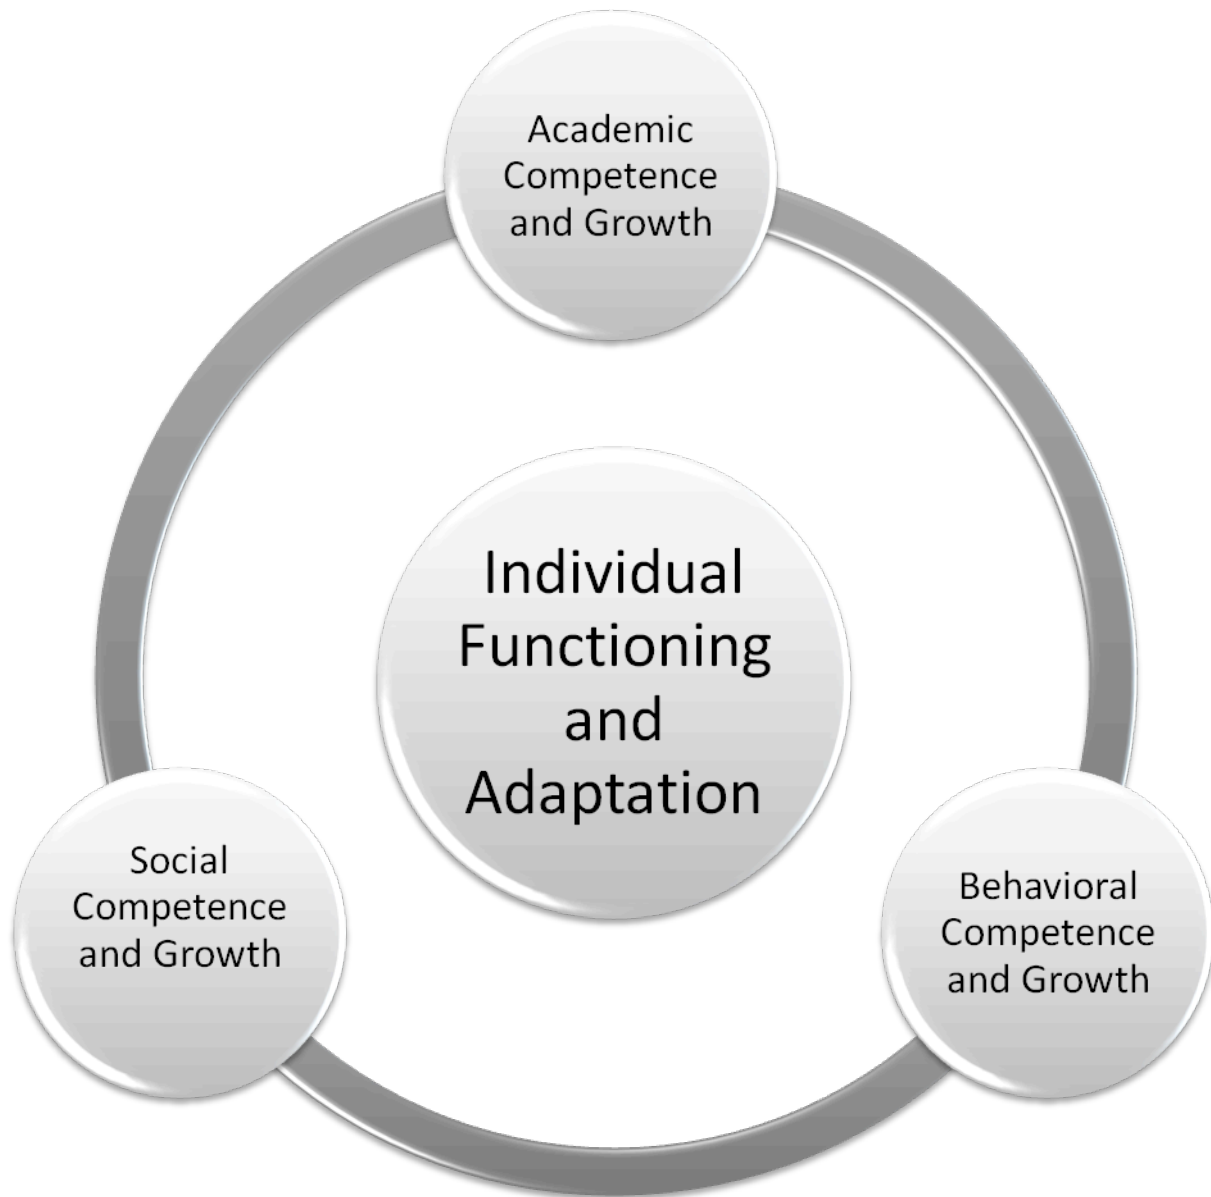 Academic
Competence
and Growth
Individual
Functioning
and
Adaptation
Social
Competence
and Growth
Behavioral
Competence
and Growth